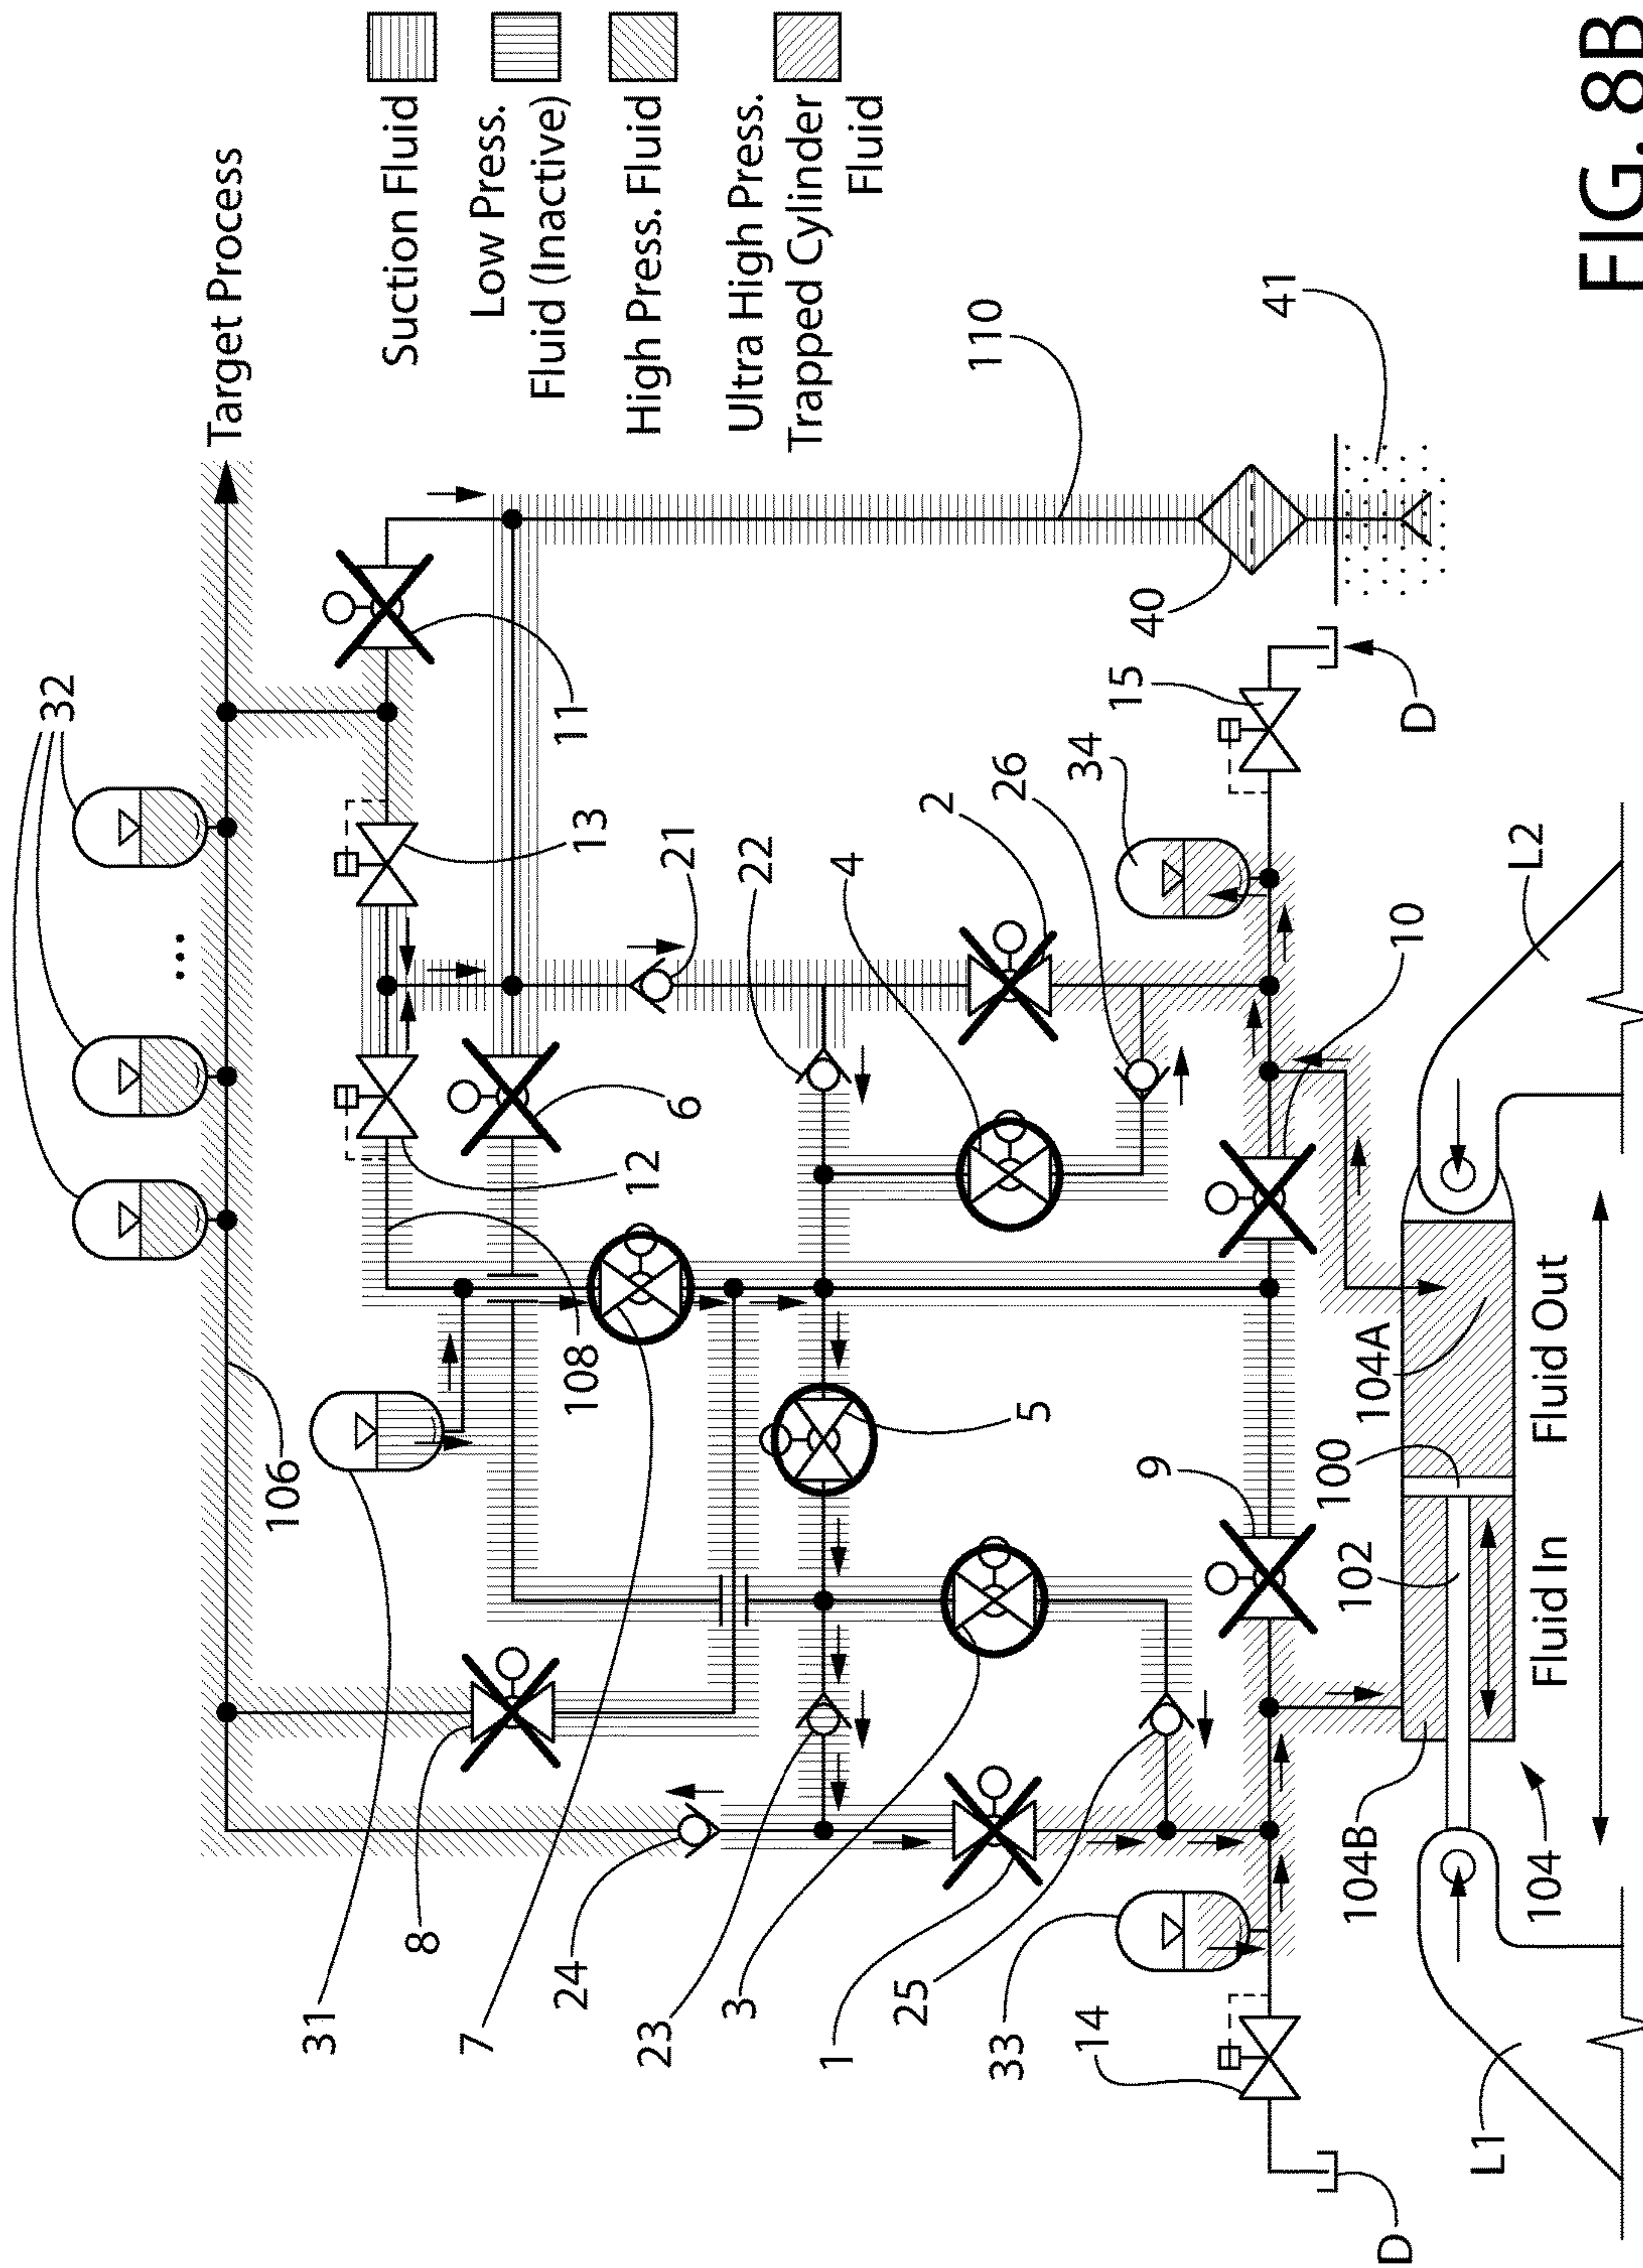 32
Target Process
Suction Fluid
Low Press.
Fluid (Inactive)
High Press. Fluid
Ultra High Press.
Trapped Cylinder
Fluid
106
31
8
7
108
12
6
13
11
21
22
24
23
3
5
4
2
26
110
1
25
33
14
9
10
34
15
40
41
D
D
104B
102
100
104A
104
L1
L2
Fluid In
Fluid Out
FIG. 8B